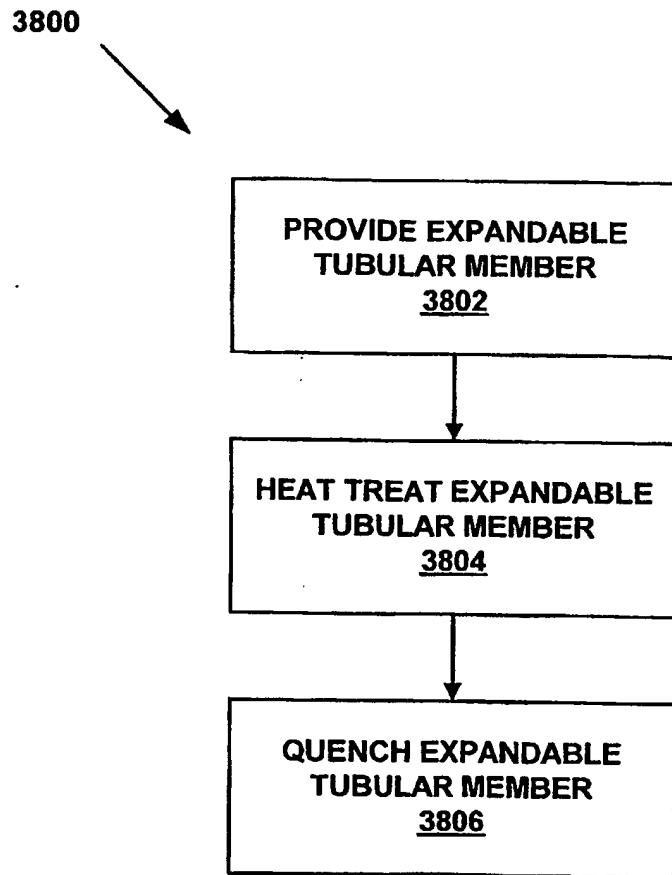 3800
PROVIDE EXPANDABLE
TUBULAR MEMBER
3802
HEAT TREAT EXPANDABLE
TUBULAR MEMBER
3804
QUENCH EXPANDABLE
TUBULAR MEMBER
3806